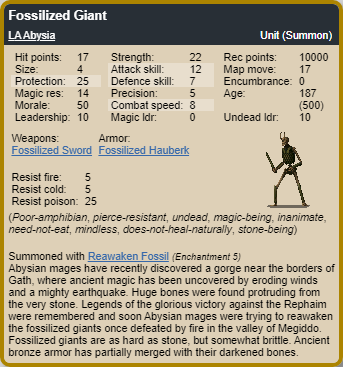 Fossilized Giant
LA Abysia Unit (Summon)
Hit points: 17 Strength: 22 Rec points: 10000
Size: 4 Attack skill: 12 Map move: 17
Protection: 25 Defence skill: 7 Encumbrance: 0
Magic res: 14 Precision: 5 Age: 187
Morale: 50 Combat speed: 8 (500)
Leadership: 10 Magic ldr: 0 Undead ldr: 10
Weapons: Armor:
Fossilized Sword Fossilized Hauberk
Resist fire: 5
Resist cold: 5
Resist poison: 25
(Poor-amphibian, pierce-resistant, undead, magic-being, inanimate,
need-not-eat, mindless, does-not-heal-naturally, stone-being)
Summoned with Reawaken Fossil (Enchantment 5)
Abysian mages have recently discovered a gorge near the borders of
Gath, where ancient magic has been uncovered by eroding winds
and a mighty earthquake. Huge bones were found protruding from
the very stone. Legends of the glorious victory against the Rephaim
were remembered and soon Abysian mages were trying to reawaken
the fossilized giants once defeated by fire in the valley of Megiddo.
Fossilized giants are as hard as stone, but somewhat brittle. Ancient
bronze armor has partially merged with their darkened bones.